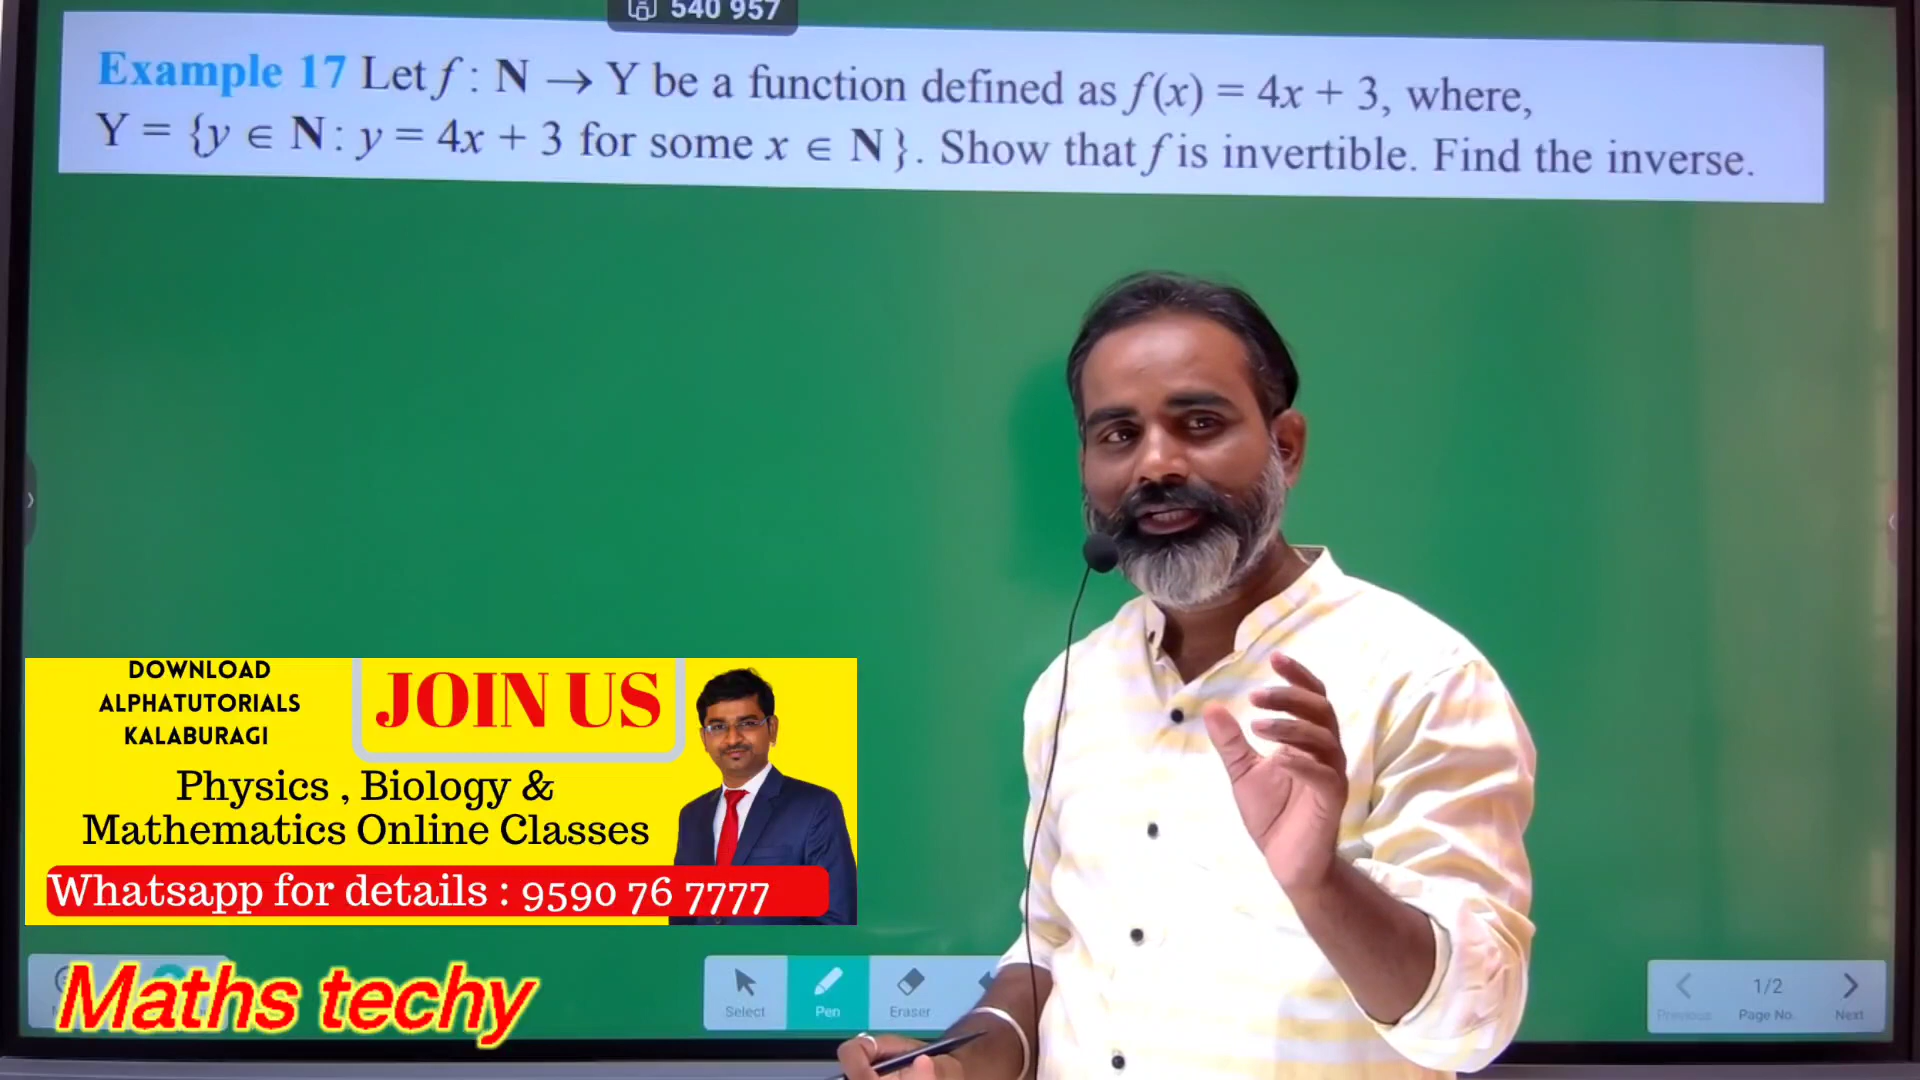 540 957
Example 17 Let f : N → Y be a function defined as f(x) = 4x + 3, where,
Y = {y ∈ N : y = 4x + 3 for some x ∈ N}. Show that f is invertible. Find the inverse.
DOWNLOAD
ALPHATUTORIALS
KALABURAGI
JOIN US
Physics , Biology &
Mathematics Online Classes
Whatsapp for details : 9590 76 7777
Maths techy
Select
Pen
Eraser
Previous
1/2
Page No.
Next